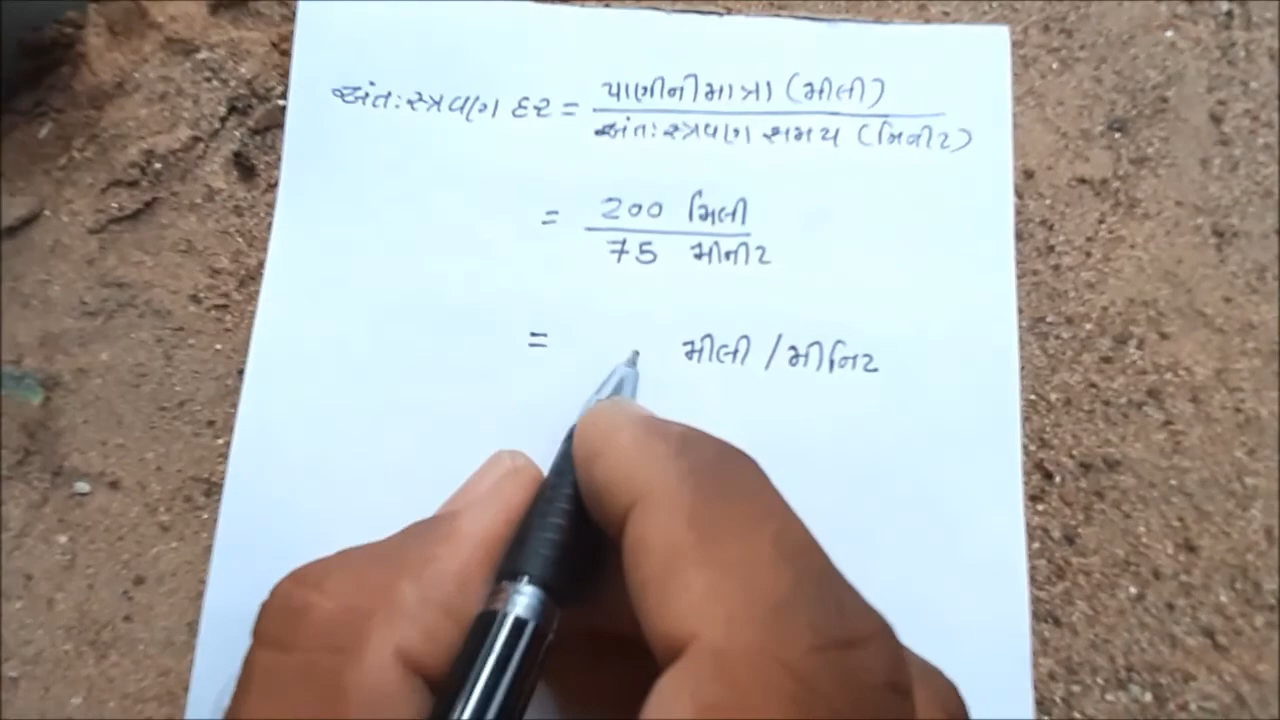 અંતઃસ્ત્રવણ દર = પાણીની માત્રા (મીલી)
અંતઃસ્ત્રવણ સમય (મિનીટ)
= 200 મિલી
75 મીનીટ
= મીલી / મીનિટ